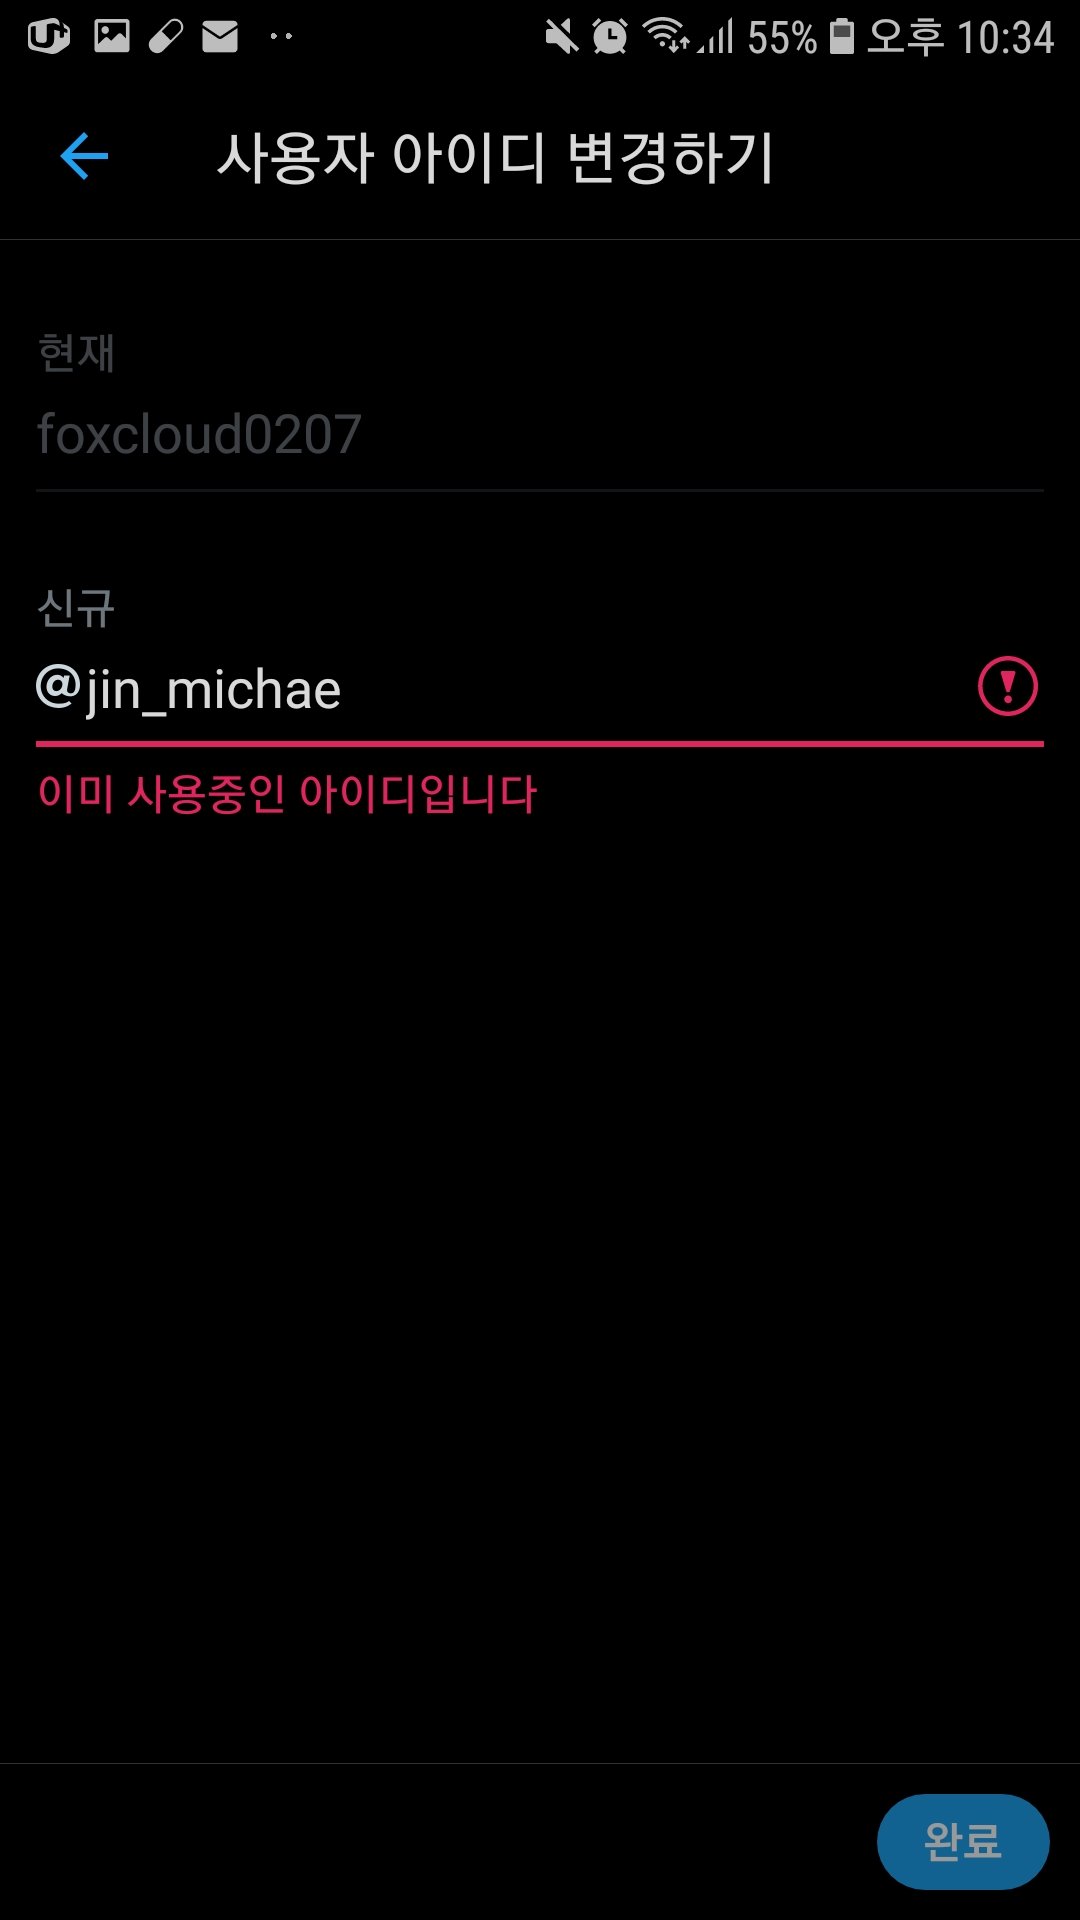 55% 오후 10:34
사용자 아이디 변경하기
현재
foxcloud0207
신규
@jin_michae
이미 사용중인 아이디입니다
완료